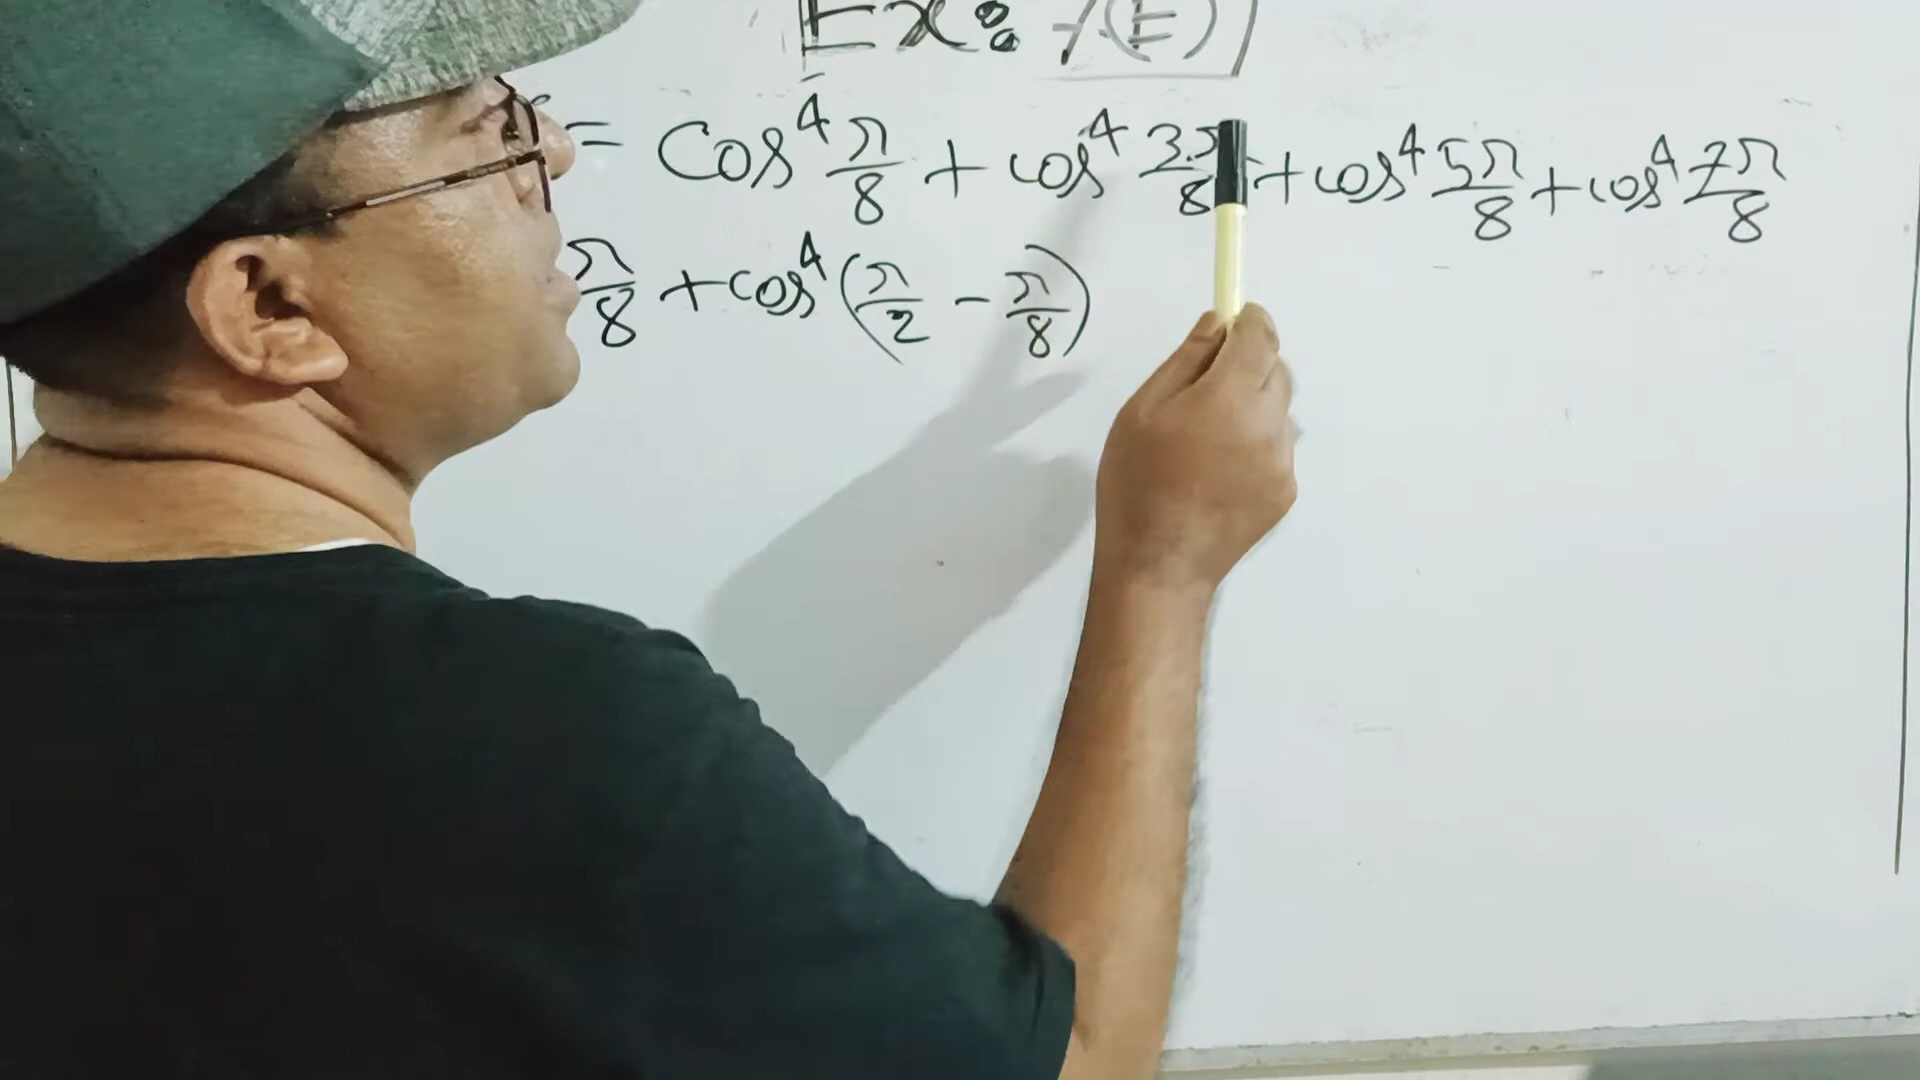 Ex: 7(E)
= Cos⁴ π/8 + cos⁴ 3π/8 + cos⁴ 5π/8 + cos⁴ 7π/8
π/8 + cos⁴(π/2 - π/8)